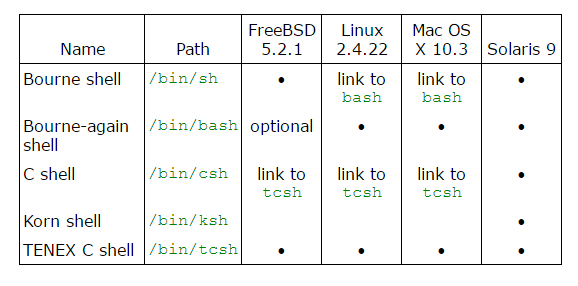 Name Path FreeBSD 5.2.1 Linux 2.4.22 Mac OS X 10.3 Solaris 9
Bourne shell /bin/sh • link to bash link to bash •
Bourne-again shell /bin/bash optional • • •
C shell /bin/csh link to tcsh link to tcsh link to tcsh •
Korn shell /bin/ksh •
TENEX C shell /bin/tcsh • • • •